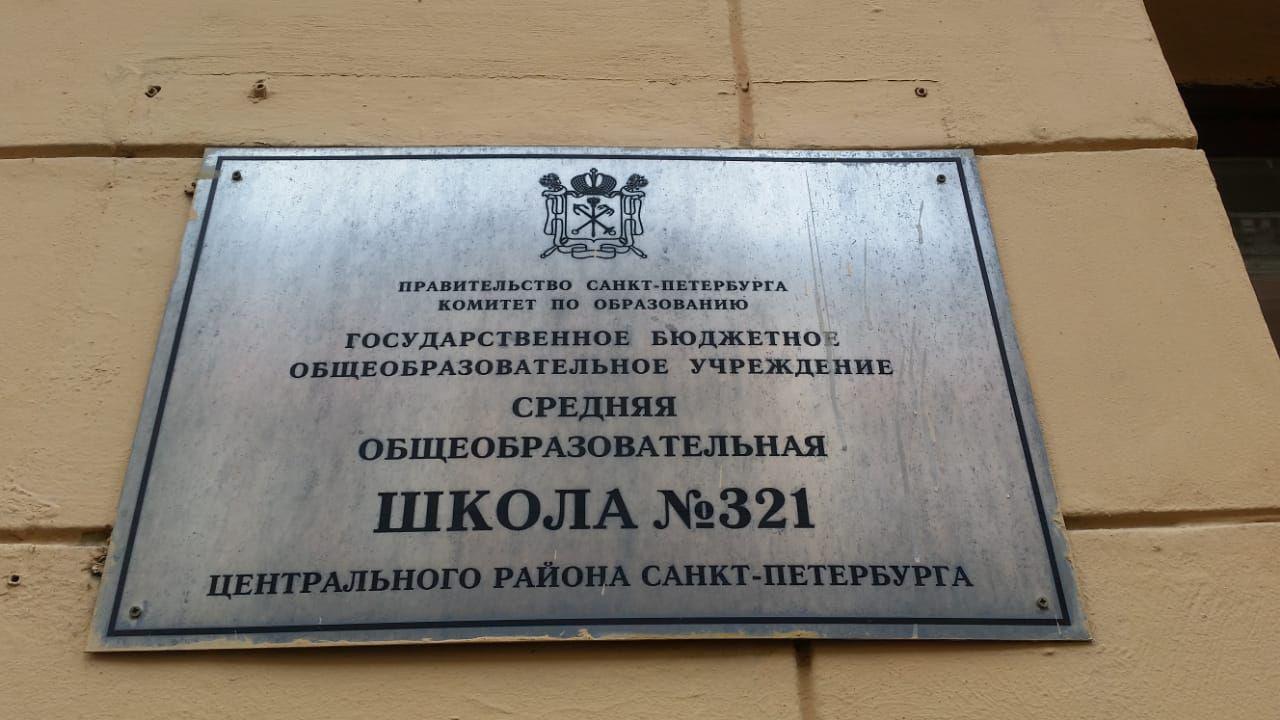 ПРАВИТЕЛЬСТВО САНКТ-ПЕТЕРБУРГА
КОМИТЕТ ПО ОБРАЗОВАНИЮ
ГОСУДАРСТВЕННОЕ БЮДЖЕТНОЕ
ОБЩЕОБРАЗОВАТЕЛЬНОЕ УЧРЕЖДЕНИЕ
СРЕДНЯЯ
ОБЩЕОБРАЗОВАТЕЛЬНАЯ
ШКОЛА №321
ЦЕНТРАЛЬНОГО РАЙОНА САНКТ-ПЕТЕРБУРГА